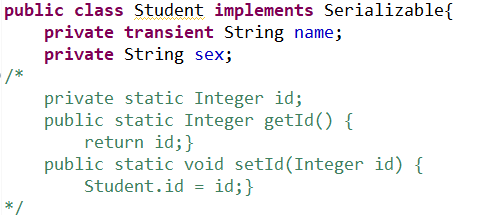 public class Student implements Serializable{
    private transient String name;
    private String sex;
/*
    private static Integer id;
    public static Integer getId() {
        return id;}
    public static void setId(Integer id) {
        Student.id = id;}
*/